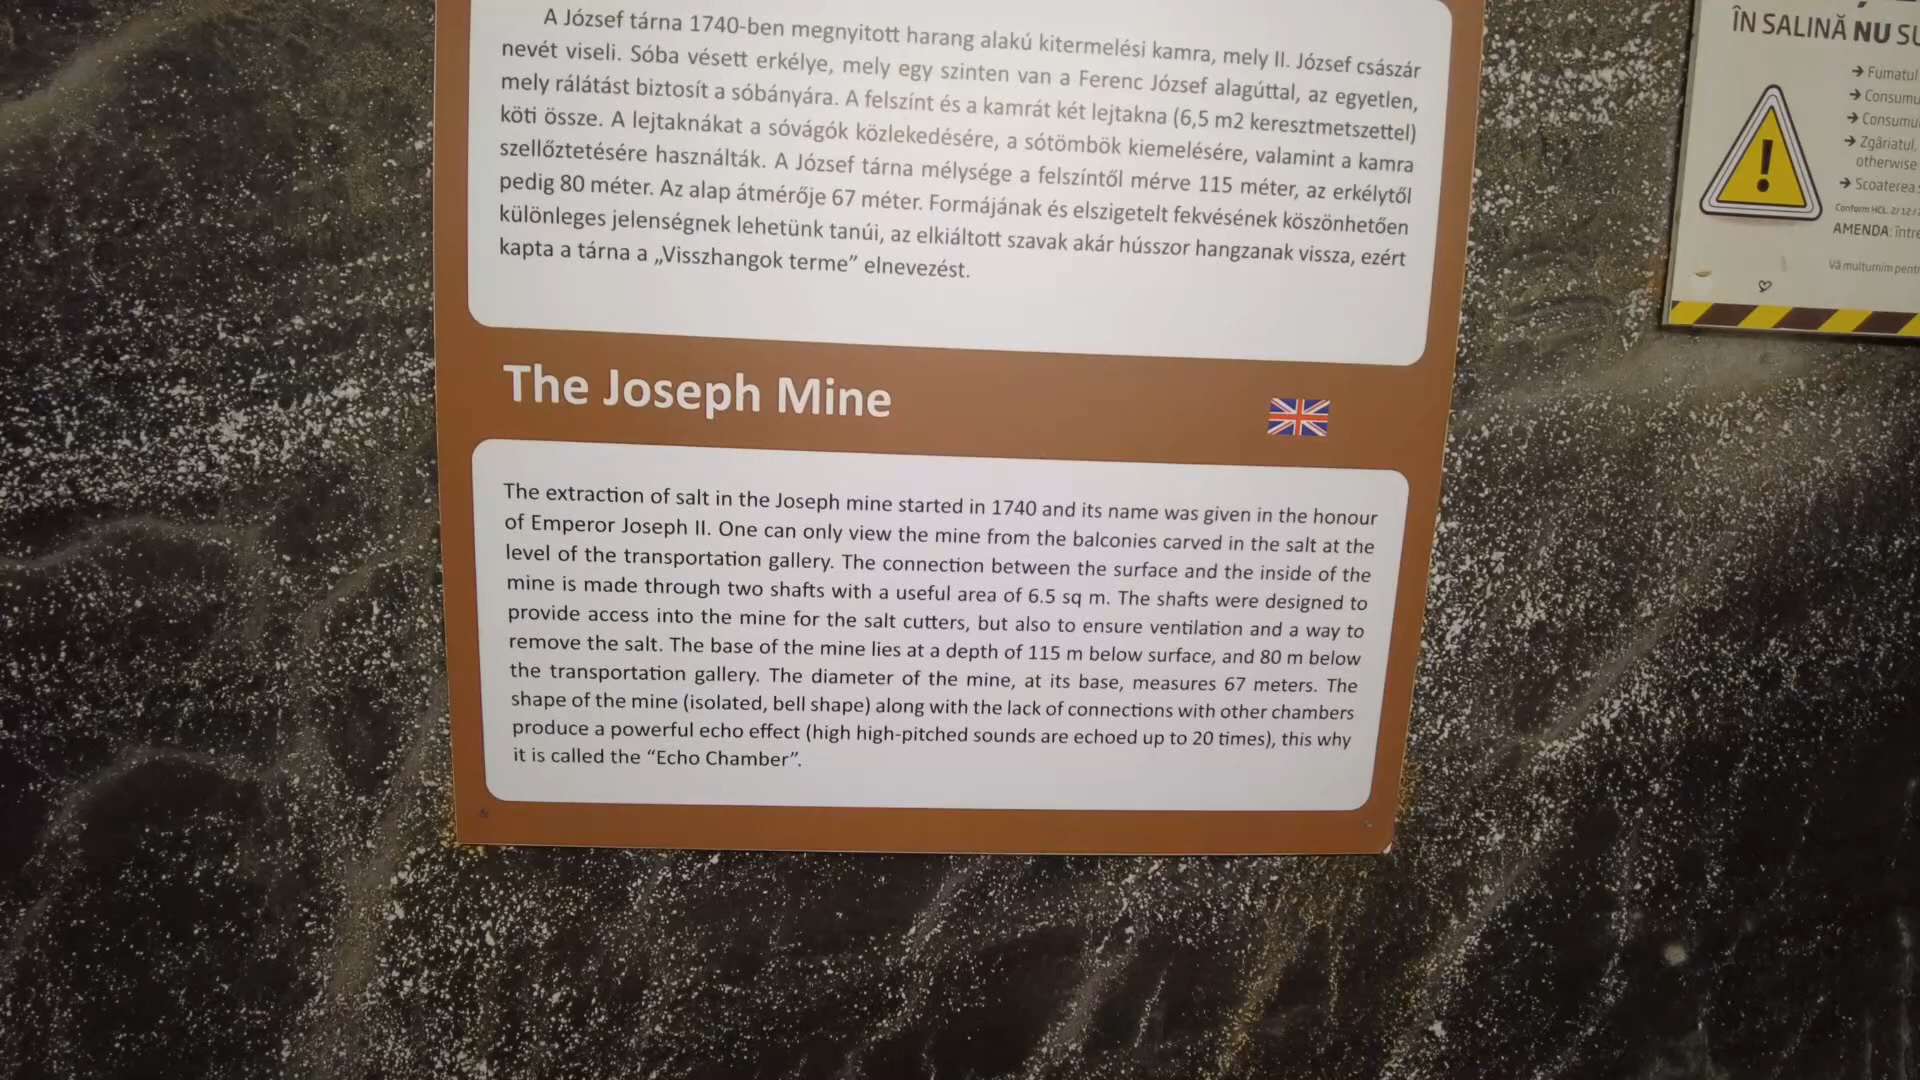 A József tárna 1740-ben megnyitott harang alakú kitermelési kamra, mely II. József császár
nevét viseli. Sóba vésett erkélye, mely egy szinten van a Ferenc József alagúttal, az egyetlen,
mely rálátást biztosít a sóbányára. A felszínt és a kamrát két lejtakna (6,5 m2 keresztmetszettel)
köti össze. A lejtaknákat a sóvágók közlekedésére, a sótömbök kiemelésére, valamint a kamra
szellőztetésére használták. A József tárna mélysége a felszíntől mérve 115 méter, az erkélytől
pedig 80 méter. Az alap átmérője 67 méter. Formájának és elszigetelt fekvésének köszönhetően
különleges jelenségnek lehetünk tanúi, az elkiáltott szavak akár hússzor hangzanak vissza, ezért
kapta a tárna a „Visszhangok terme” elnevezést.
The Joseph Mine
The extraction of salt in the Joseph mine started in 1740 and its name was given in the honour
of Emperor Joseph II. One can only view the mine from the balconies carved in the salt at the
level of the transportation gallery. The connection between the surface and the inside of the
mine is made through two shafts with a useful area of 6.5 sq m. The shafts were designed to
provide access into the mine for the salt cutters, but also to ensure ventilation and a way to
remove the salt. The base of the mine lies at a depth of 115 m below surface, and 80 m below
the transportation gallery. The diameter of the mine, at its base, measures 67 meters. The
shape of the mine (isolated, bell shape) along with the lack of connections with other chambers
produce a powerful echo effect (high high-pitched sounds are echoed up to 20 times), this why
it is called the “Echo Chamber”.
ÎN SALINĂ NU SU
→ Fumatul
→ Consumu
→ Consumu
→ Zgâriatul,
otherwise
→ Scoaterea
Conform HCL. 2/12/
AMENDA: între
Vă mulțumim pentr